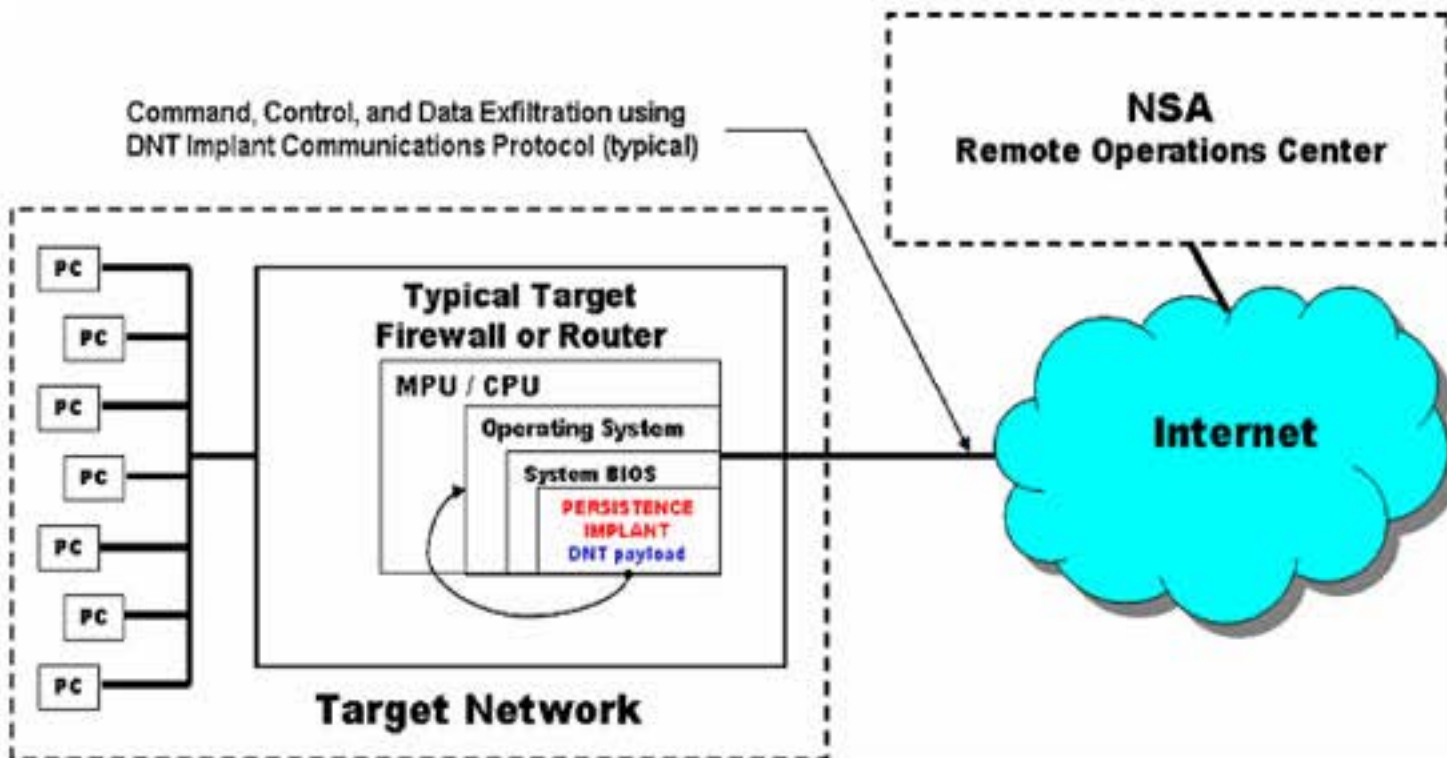 NSA
Remote Operations Center
Command, Control, and Data Exfiltration using
DNT Implant Communications Protocol (typical)
PC
PC
PC
PC
PC
PC
PC
Typical Target
Firewall or Router
MPU / CPU
Operating System
System BIOS
PERSISTENCE
IMPLANT
DNT payload
Internet
Target Network